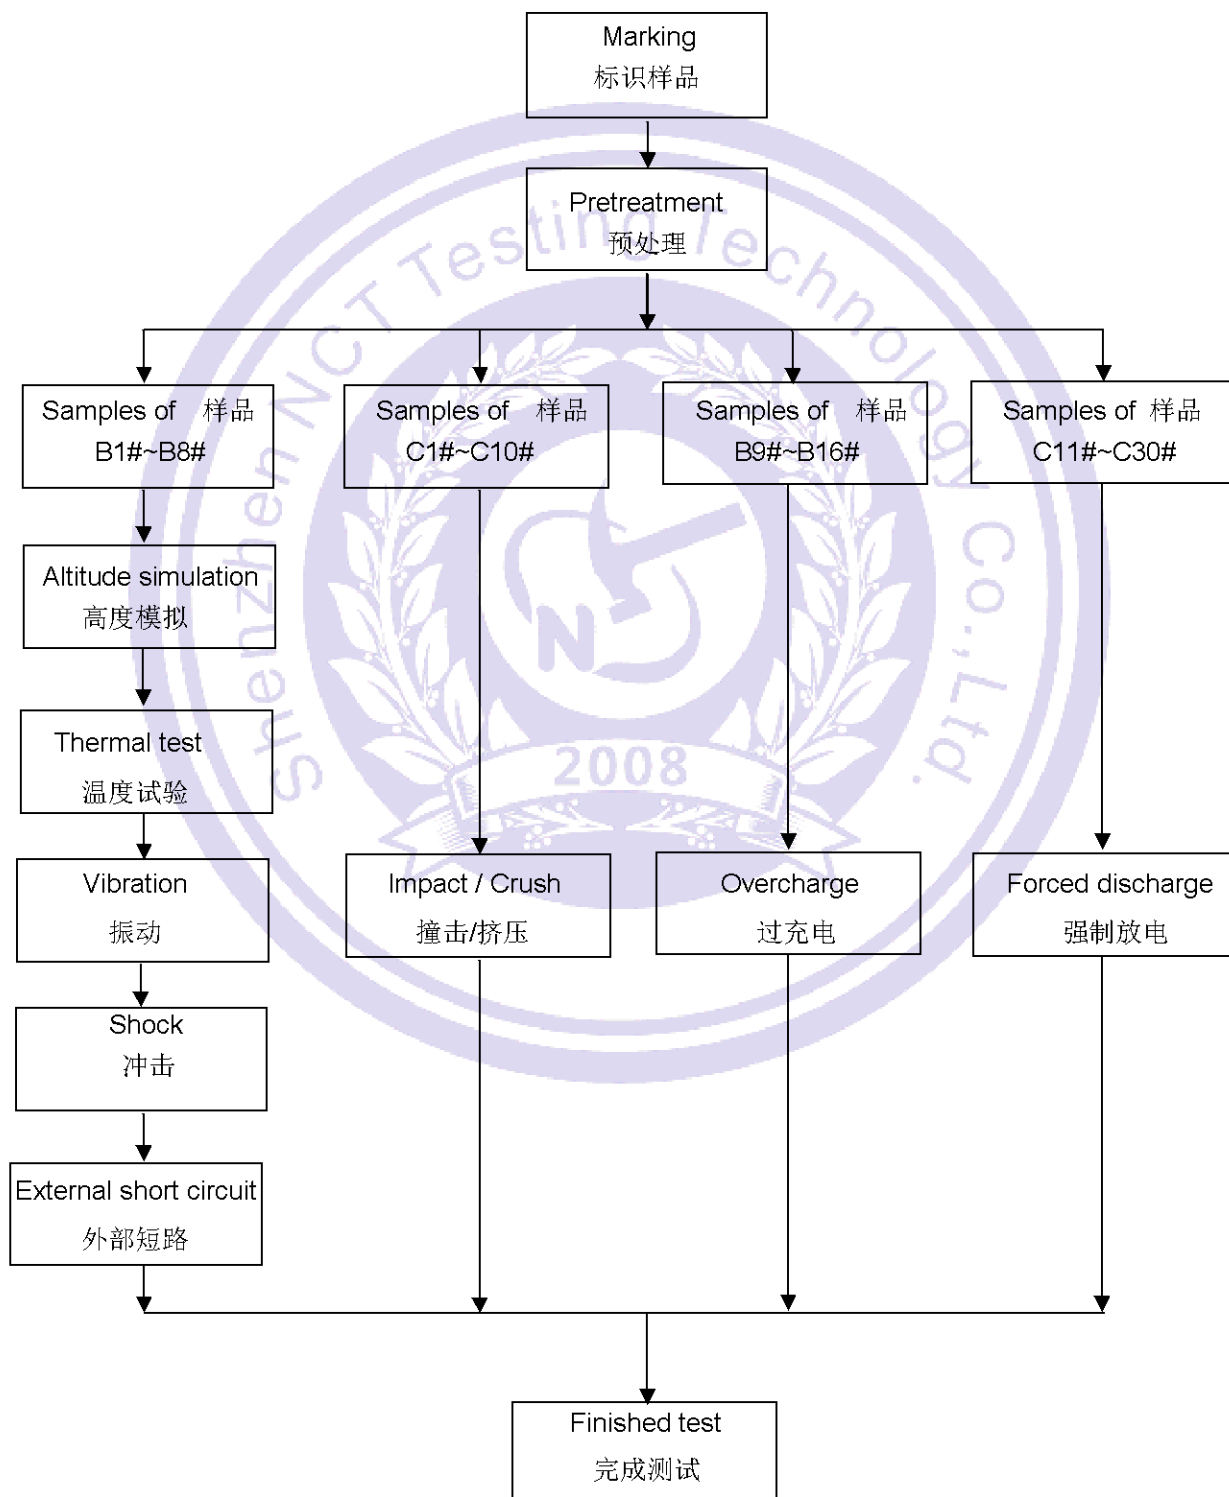 Marking
标识样品
Pretreatment
预处理
Samples of 样品
B1#~B8#
Samples of 样品
C1#~C10#
Samples of 样品
B9#~B16#
Samples of 样品
C11#~C30#
Altitude simulation
高度模拟
Thermal test
温度试验
Vibration
振动
Impact / Crush
撞击/挤压
Overcharge
过充电
Forced discharge
强制放电
Shock
冲击
External short circuit
外部短路
Finished test
完成测试
Shenzhen NCT Testing Technology Co.,Ltd.
N
2008